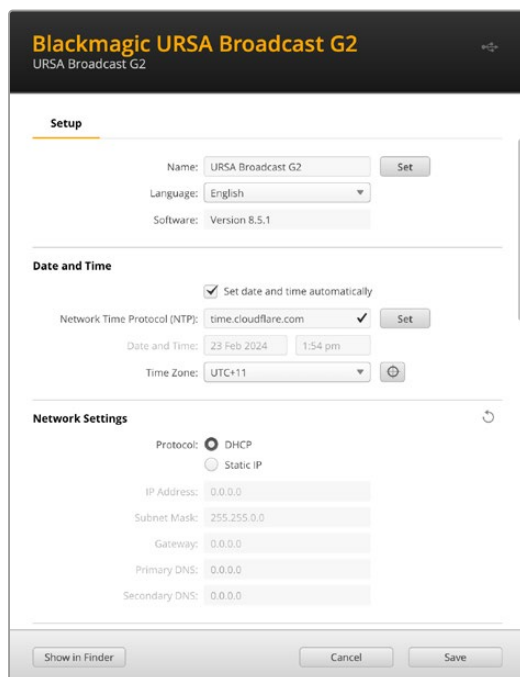 Blackmagic URSA Broadcast G2
URSA Broadcast G2
Setup
Name: URSA Broadcast G2 Set
Language: English
Software: Version 8.5.1
Date and Time
Set date and time automatically
Network Time Protocol (NTP): time.cloudflare.com Set
Date and Time: 23 Feb 2024 1:54 pm
Time Zone: UTC+11
Network Settings
Protocol: DHCP
Static IP
IP Address: 0.0.0.0
Subnet Mask: 255.255.0.0
Gateway: 0.0.0.0
Primary DNS: 0.0.0.0
Secondary DNS: 0.0.0.0
Show in Finder Cancel Save